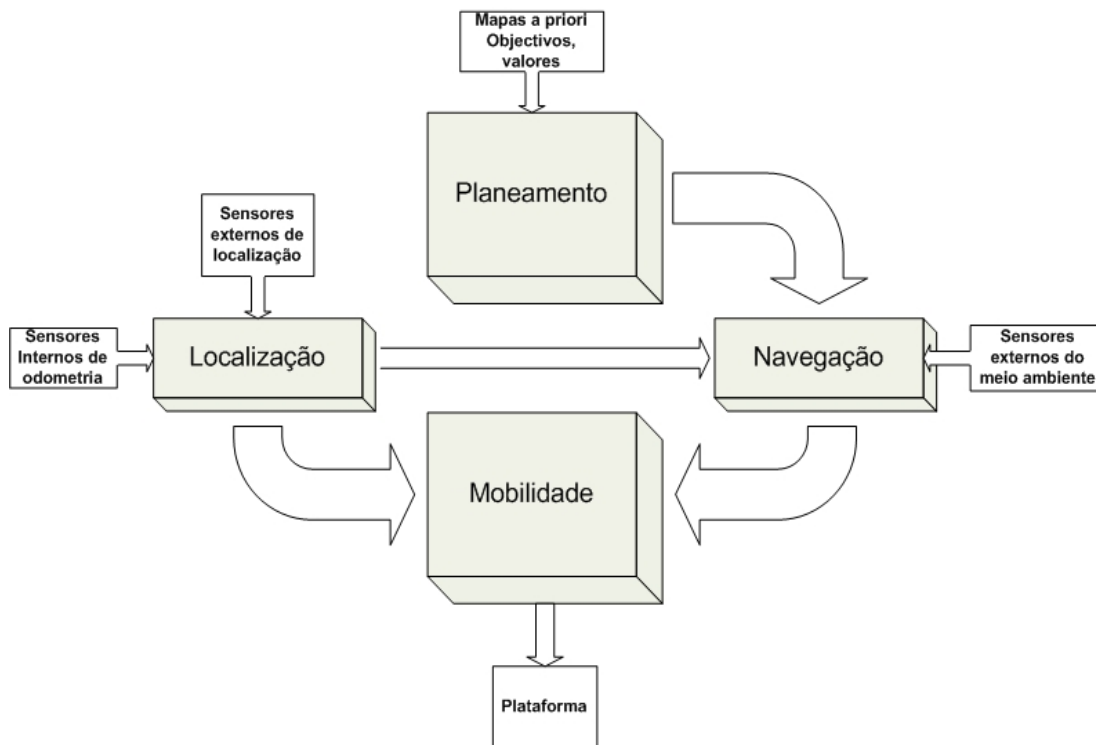 Mapas a priori
Objectivos,
valores
Planeamento
Sensores
externos de
localização
Sensores
Internos de
odometria
Localização
Navegação
Sensores
externos do
meio ambiente
Mobilidade
Plataforma